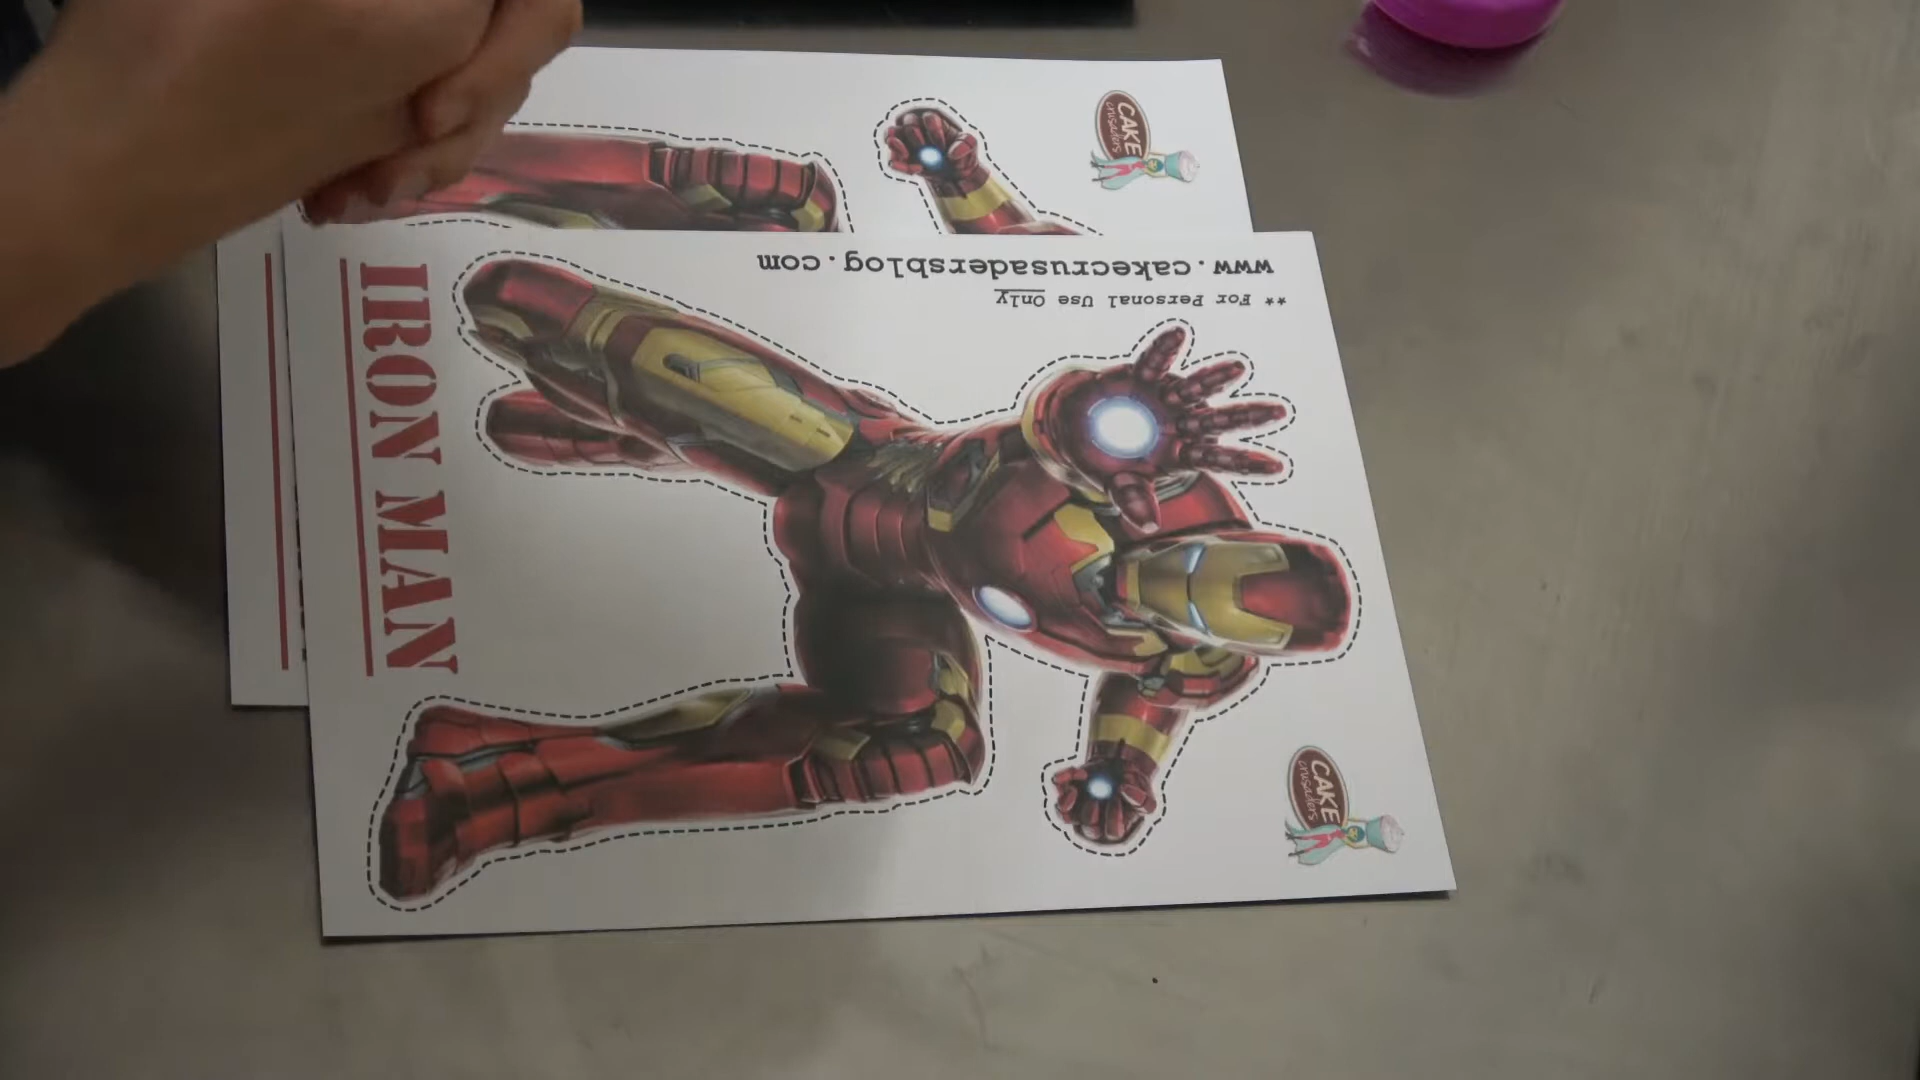 www.cakecrusadersblog.com
** For Personal Use Only
IRON MAN
CAKE
crusaders
CAKE
crusaders